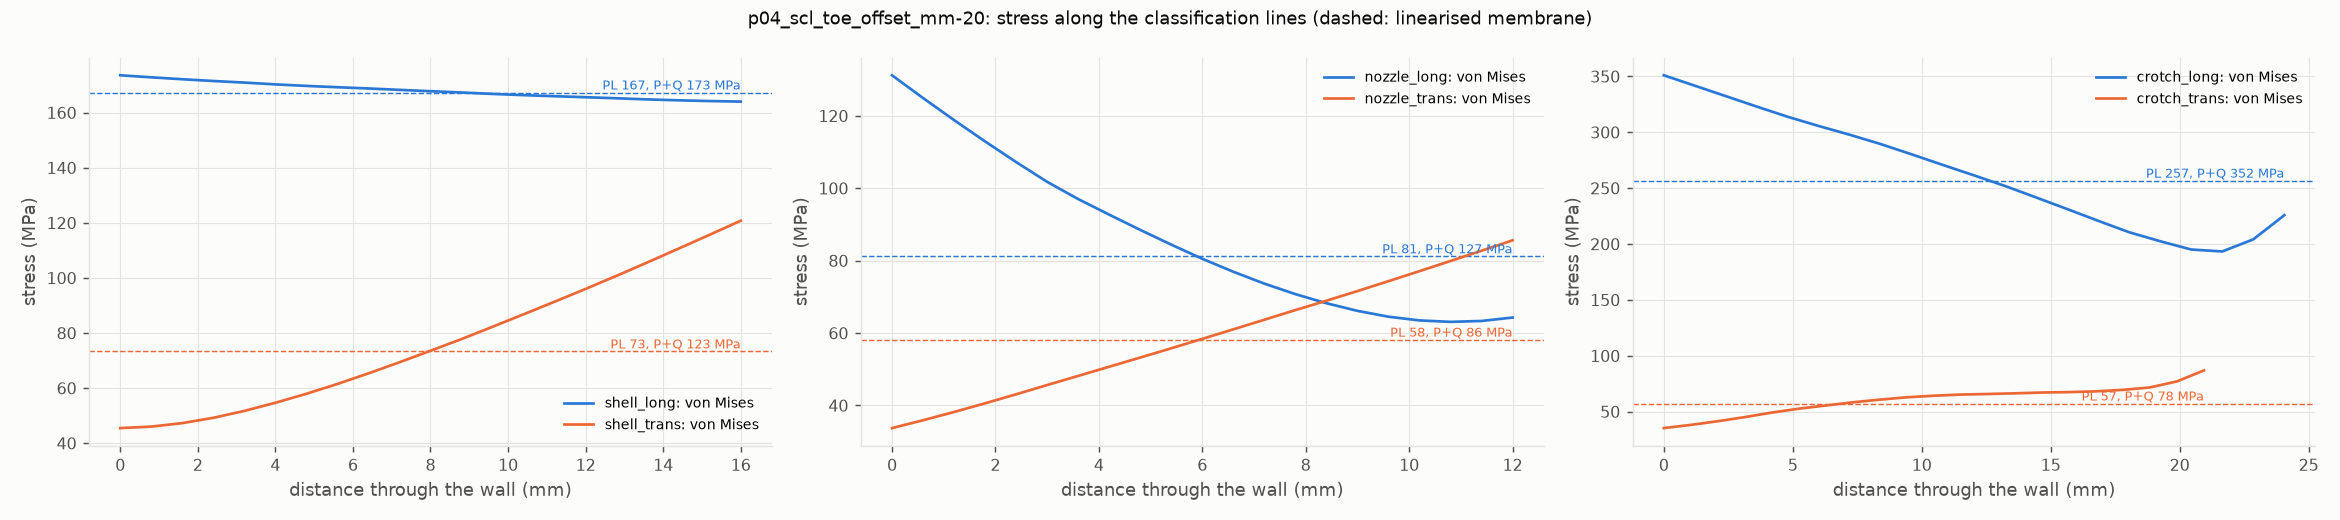 p04_scl_toe_offset_mm-20: stress along the classification lines (dashed: linearised membrane)
stress (MPa)
160
140
120
100
80
60
40
PL 167, P+Q 173 MPa
PL 73, P+Q 123 MPa
shell_long: von Mises
shell_trans: von Mises
0 2 4 6 8 10 12 14 16
distance through the wall (mm)
stress (MPa)
120
100
80
60
40
nozzle_long: von Mises
nozzle_trans: von Mises
PL 81, P+Q 127 MPa
PL 58, P+Q 86 MPa
0 2 4 6 8 10 12
distance through the wall (mm)
stress (MPa)
350
300
250
200
150
100
50
crotch_long: von Mises
crotch_trans: von Mises
PL 257, P+Q 352 MPa
PL 57, P+Q 78 MPa
0 5 10 15 20 25
distance through the wall (mm)